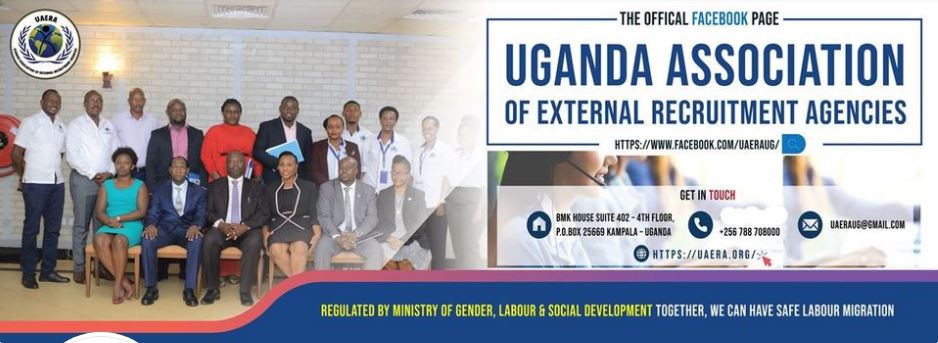 UAERA
THE OFFICAL FACEBOOK PAGE
UGANDA ASSOCIATION
OF EXTERNAL RECRUITMENT AGENCIES
HTTPS://WWW.FACEBOOK.COM/UAERAUG/
GET IN TOUCH
BMK HOUSE SUITE 402 - 4TH FLOOR,
P.O.BOX 25669 KAMPALA - UGANDA
+256 788 708000
UAERAUG@GMAIL.COM
HTTPS://UAERA.ORG/
REGULATED BY MINISTRY OF GENDER, LABOUR & SOCIAL DEVELOPMENT TOGETHER, WE CAN HAVE SAFE LABOUR MIGRATION